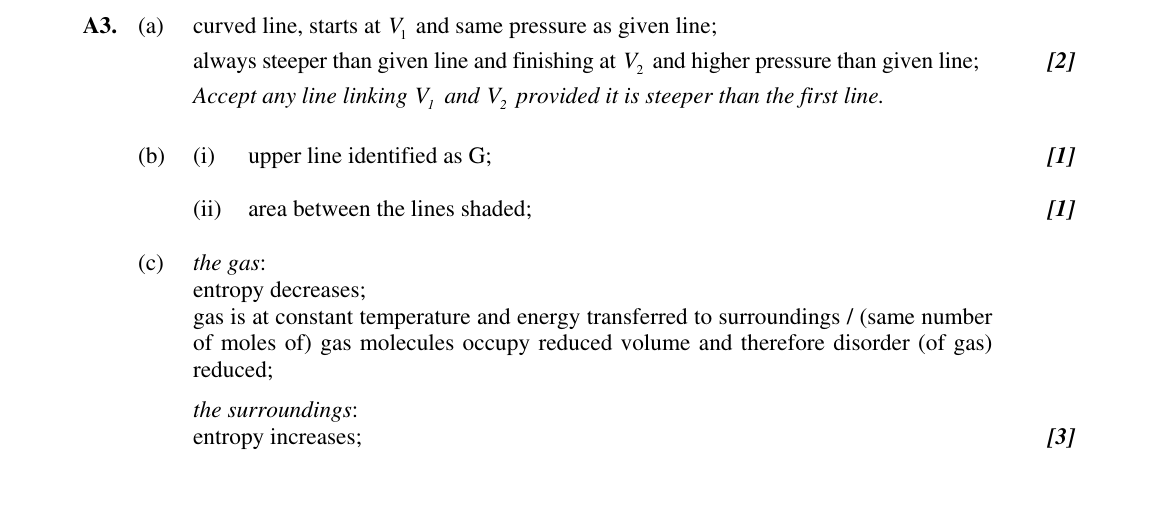 A3. (a) curved line, starts at V₁ and same pressure as given line;
always steeper than given line and finishing at V₂ and higher pressure than given line; [2]
Accept any line linking V₁ and V₂ provided it is steeper than the first line.
(b) (i) upper line identified as G; [1]
(ii) area between the lines shaded; [1]
(c) the gas:
entropy decreases;
gas is at constant temperature and energy transferred to surroundings / (same number
of moles of) gas molecules occupy reduced volume and therefore disorder (of gas)
reduced;
the surroundings:
entropy increases; [3]